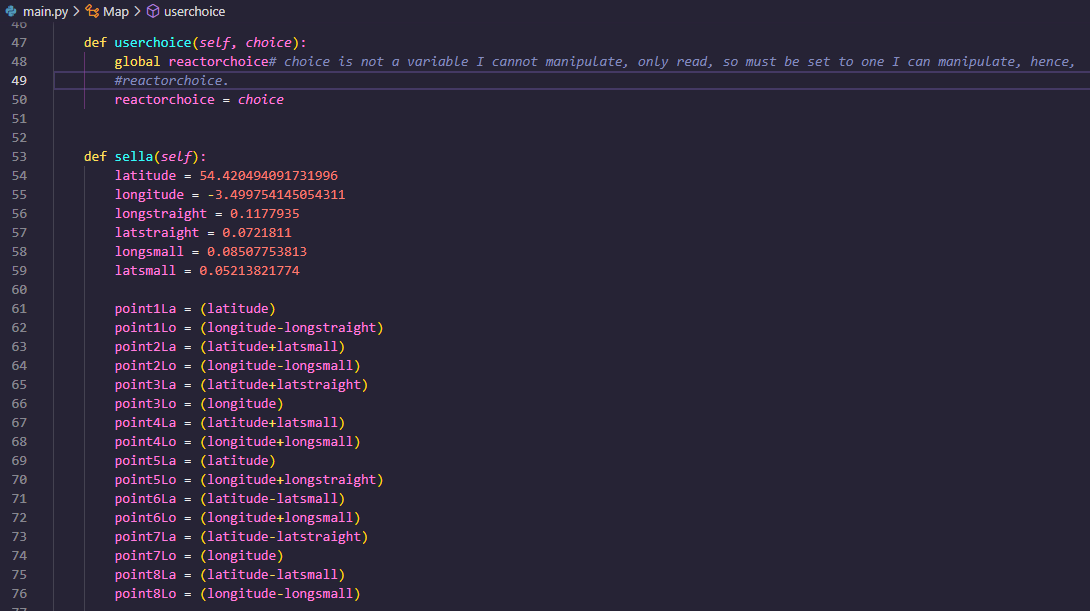 main.py > Map > userchoice
46
47 def userchoice(self, choice):
48 global reactorchoice# choice is not a variable I cannot manipulate, only read, so must be set to one I can manipulate, hence,
49 #reactorchoice.
50 reactorchoice = choice
51
52
53 def sella(self):
54 latitude = 54.420494091731996
55 longitude = -3.499754145054311
56 longstraight = 0.1177935
57 latstraight = 0.0721811
58 longsmall = 0.08507753813
59 latsmall = 0.05213821774
60
61 point1La = (latitude)
62 point1Lo = (longitude-longstraight)
63 point2La = (latitude+latsmall)
64 point2Lo = (longitude-longsmall)
65 point3La = (latitude+latstraight)
66 point3Lo = (longitude)
67 point4La = (latitude+latsmall)
68 point4Lo = (longitude+longsmall)
69 point5La = (latitude)
70 point5Lo = (longitude+longstraight)
71 point6La = (latitude-latsmall)
72 point6Lo = (longitude+longsmall)
73 point7La = (latitude-latstraight)
74 point7Lo = (longitude)
75 point8La = (latitude-latsmall)
76 point8Lo = (longitude-longsmall)
77